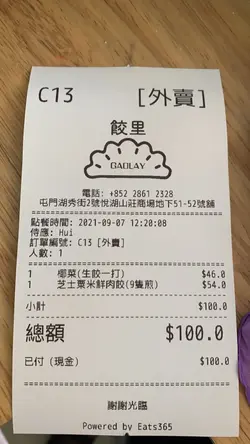 C13 [外賣]
餃里
GAOLAY
電話: +852 2861 2328
屯門湖秀街2號悅湖山莊商場地下51-52號舖
點餐時間: 2021-09-07 12:20:08
侍應: Hui
訂單編號: C13 [外賣]
人數: 1
1 椰菜(生餃一打) $46.0
1 芝士粟米鮮肉餃(9隻煎) $54.0
小計 $100.0
總額 $100.0
已付 (現金) $100.0
謝謝光臨
Powered by Eats365